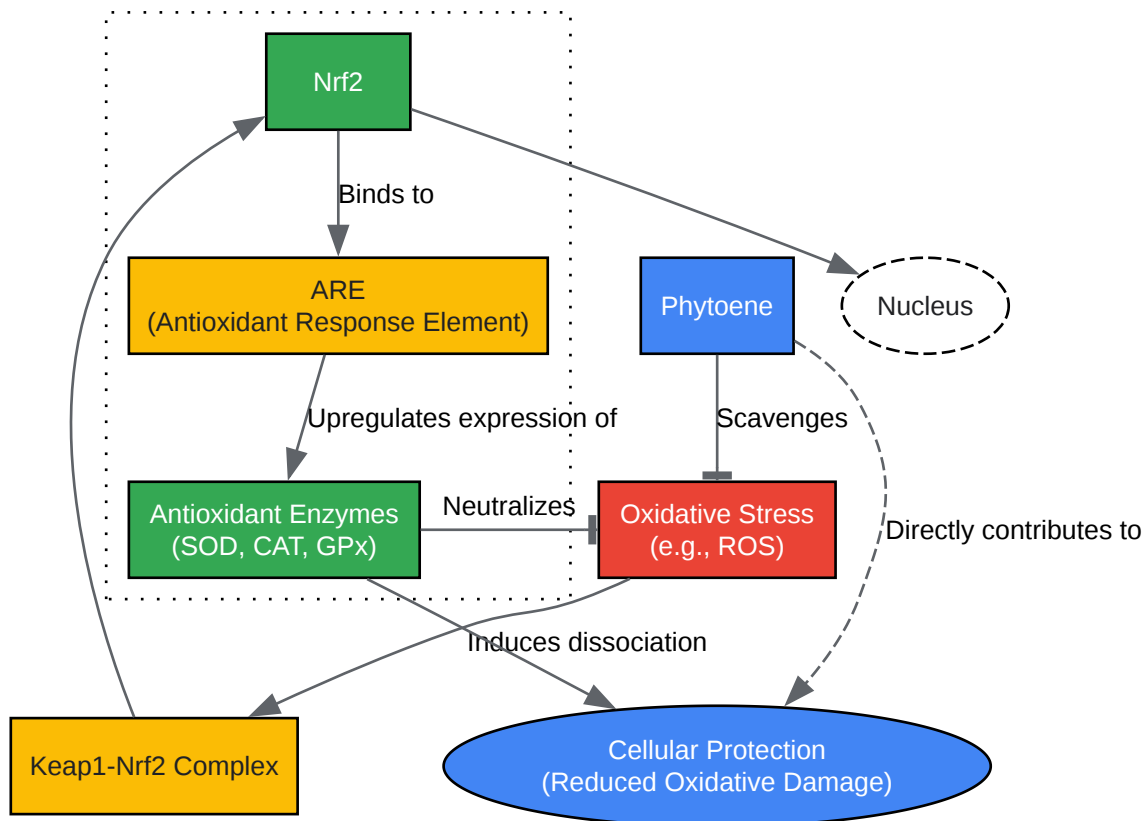 Nrf2
Binds to
ARE
(Antioxidant Response Element)
Phytoene
Nucleus
Upregulates expression of
Scavenges
Antioxidant Enzymes
(SOD, CAT, GPx)
Neutralizes
Oxidative Stress
(e.g., ROS)
Directly contributes to
Induces dissociation
Keap1-Nrf2 Complex
Cellular Protection
(Reduced Oxidative Damage)